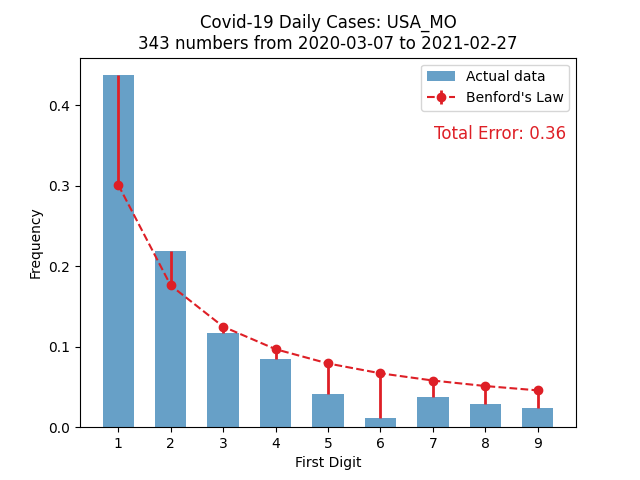 Covid-19 Daily Cases: USA_MO
343 numbers from 2020-03-07 to 2021-02-27
Actual data
Benford's Law
Total Error: 0.36
Frequency
0.4
0.3
0.2
0.1
0.0
1 2 3 4 5 6 7 8 9
First Digit